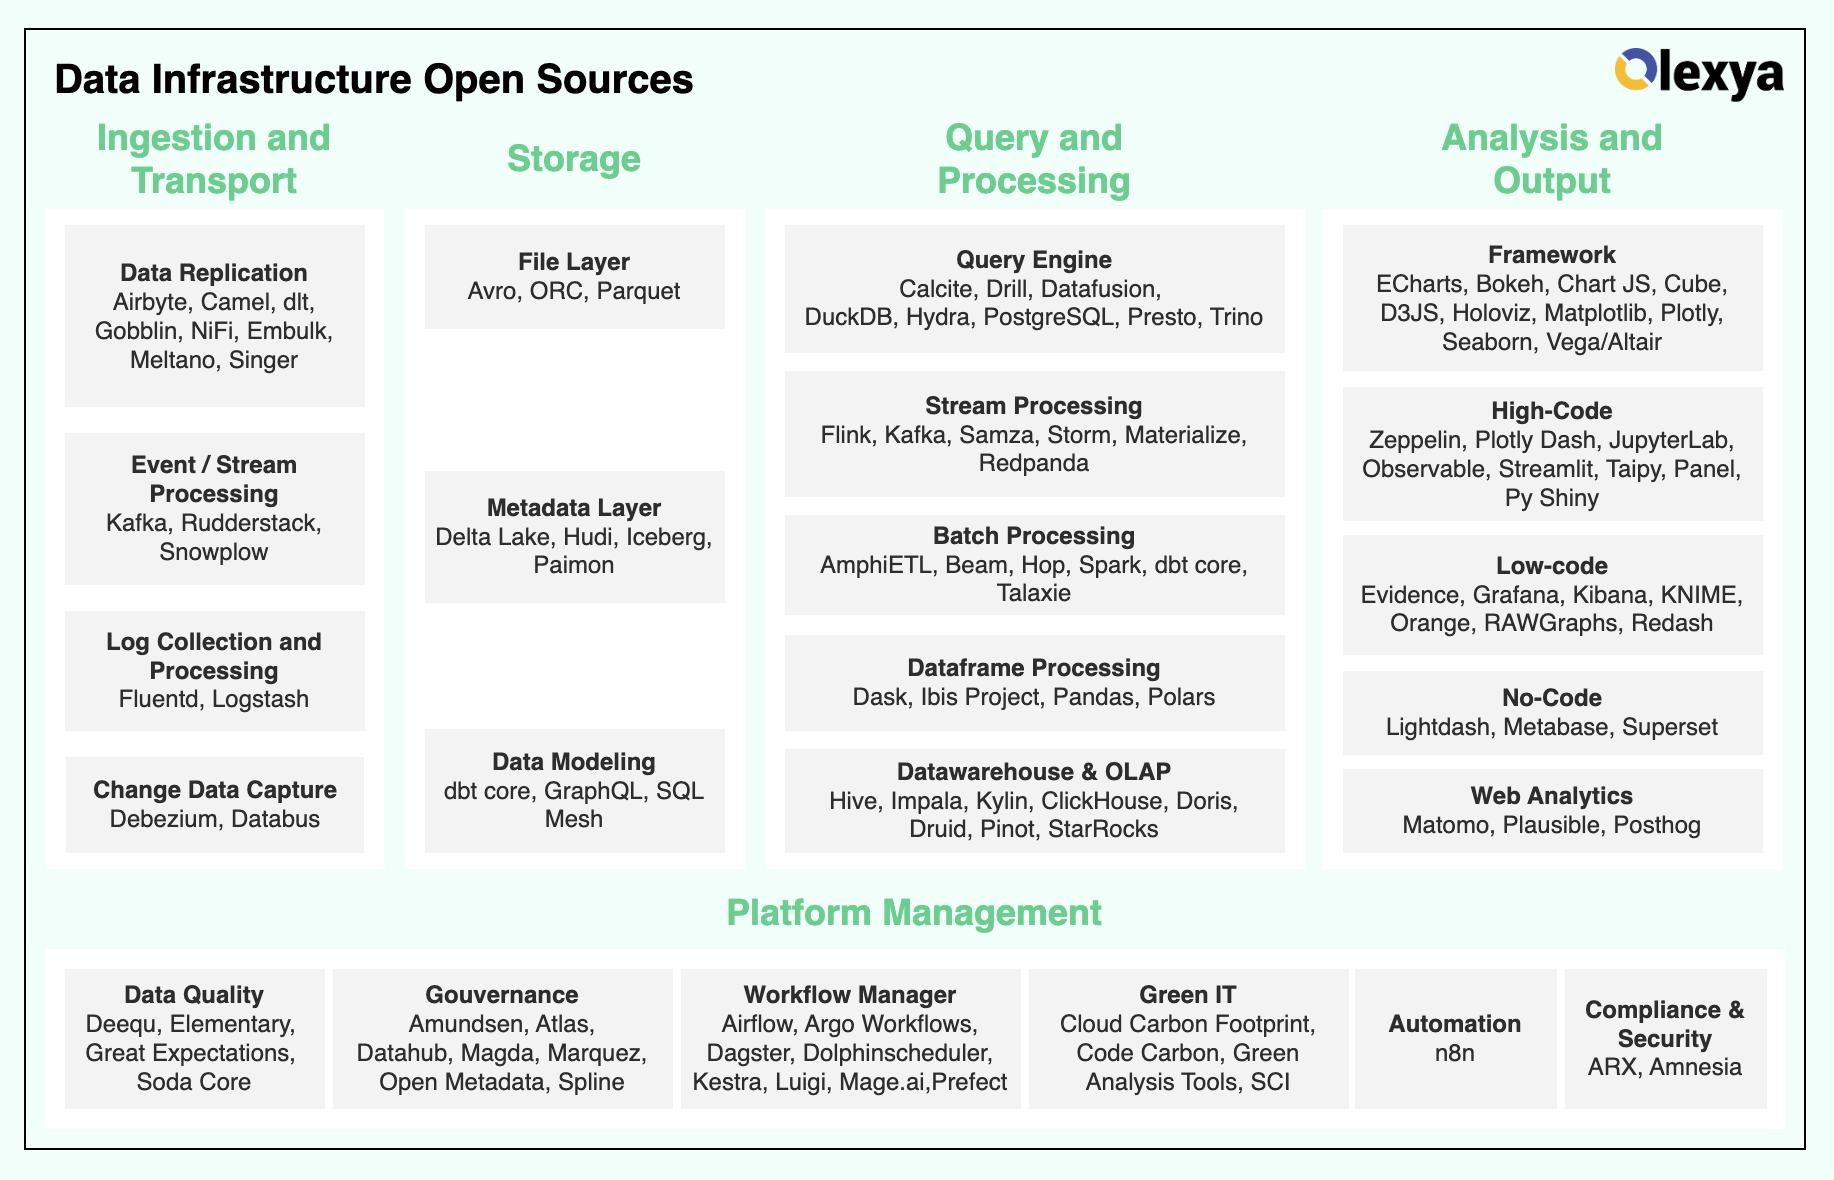 Data Infrastructure Open Sources
Olexya
Ingestion and
Transport
Data Replication
Airbyte, Camel, dlt,
Gobblin, NiFi, Embulk,
Meltano, Singer
Event / Stream
Processing
Kafka, Rudderstack,
Snowplow
Log Collection and
Processing
Fluentd, Logstash
Change Data Capture
Debezium, Databus
Storage
File Layer
Avro, ORC, Parquet
Metadata Layer
Delta Lake, Hudi, Iceberg,
Paimon
Data Modeling
dbt core, GraphQL, SQL
Mesh
Query and
Processing
Query Engine
Calcite, Drill, Datafusion,
DuckDB, Hydra, PostgreSQL, Presto, Trino
Stream Processing
Flink, Kafka, Samza, Storm, Materialize,
Redpanda
Batch Processing
AmphiETL, Beam, Hop, Spark, dbt core,
Talaxie
Dataframe Processing
Dask, Ibis Project, Pandas, Polars
Datawarehouse & OLAP
Hive, Impala, Kylin, ClickHouse, Doris,
Druid, Pinot, StarRocks
Analysis and
Output
Framework
ECharts, Bokeh, Chart JS, Cube,
D3JS, Holoviz, Matplotlib, Plotly,
Seaborn, Vega/Altair
High-Code
Zeppelin, Plotly Dash, JupyterLab,
Observable, Streamlit, Taipy, Panel,
Py Shiny
Low-code
Evidence, Grafana, Kibana, KNIME,
Orange, RAWGraphs, Redash
No-Code
Lightdash, Metabase, Superset
Web Analytics
Matomo, Plausible, Posthog
Platform Management
Data Quality
Deequ, Elementary,
Great Expectations,
Soda Core
Gouvernance
Amundsen, Atlas,
Datahub, Magda, Marquez,
Open Metadata, Spline
Workflow Manager
Airflow, Argo Workflows,
Dagster, Dolphinscheduler,
Kestra, Luigi, Mage.ai,Prefect
Green IT
Cloud Carbon Footprint,
Code Carbon, Green
Analysis Tools, SCI
Automation
n8n
Compliance &
Security
ARX, Amnesia